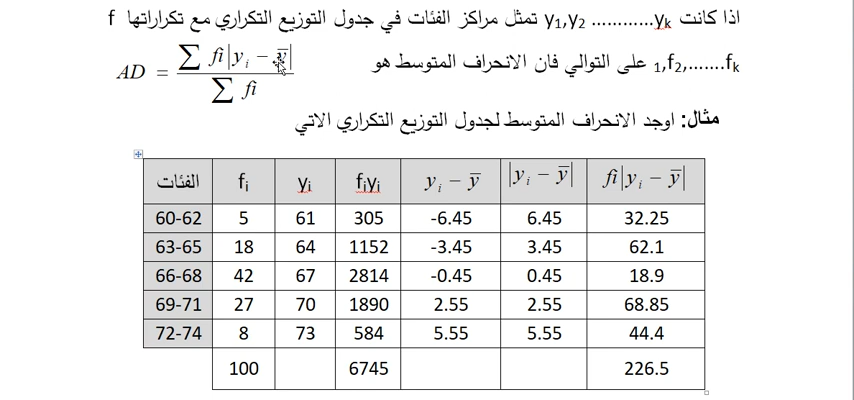 اذا كانت y1,y2 ............yk تمثل مراكز الفئات في جدول التوزيع التكراري مع تكراراتها f
1,f2,.......fk على التوالي فان الانحراف المتوسط هو
AD = ∑ fi|yi − ȳ| / ∑ fi
مثال: اوجد الانحراف المتوسط لجدول التوزيع التكراري الاتي
الفئات fi yi fiyi yi − ȳ |yi − ȳ| fi|yi − ȳ|
60-62 5 61 305 -6.45 6.45 32.25
63-65 18 64 1152 -3.45 3.45 62.1
66-68 42 67 2814 -0.45 0.45 18.9
69-71 27 70 1890 2.55 2.55 68.85
72-74 8 73 584 5.55 5.55 44.4
100 6745 226.5